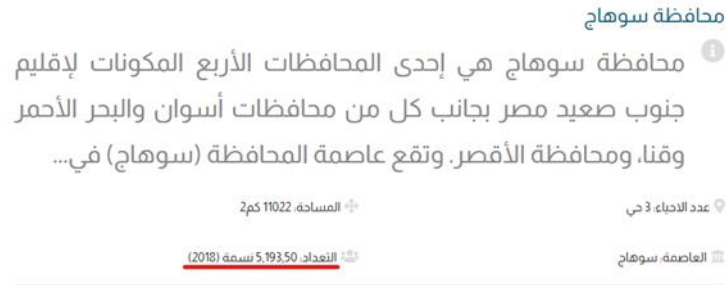 محافظة سوهاج
محافظة سوهاج هي إحدى المحافظات الأربع المكونات لإقليم
جنوب صعيد مصر بجانب كل من محافظات أسوان والبحر الأحمر
وقنا، ومحافظة الأقصر. وتقع عاصمة المحافظة (سوهاج) في...
عدد الاحياء: 3 حي
المساحة: 11022 كم2
العاصمة: سوهاج
التعداد: 5,193,50 نسمة (2018)